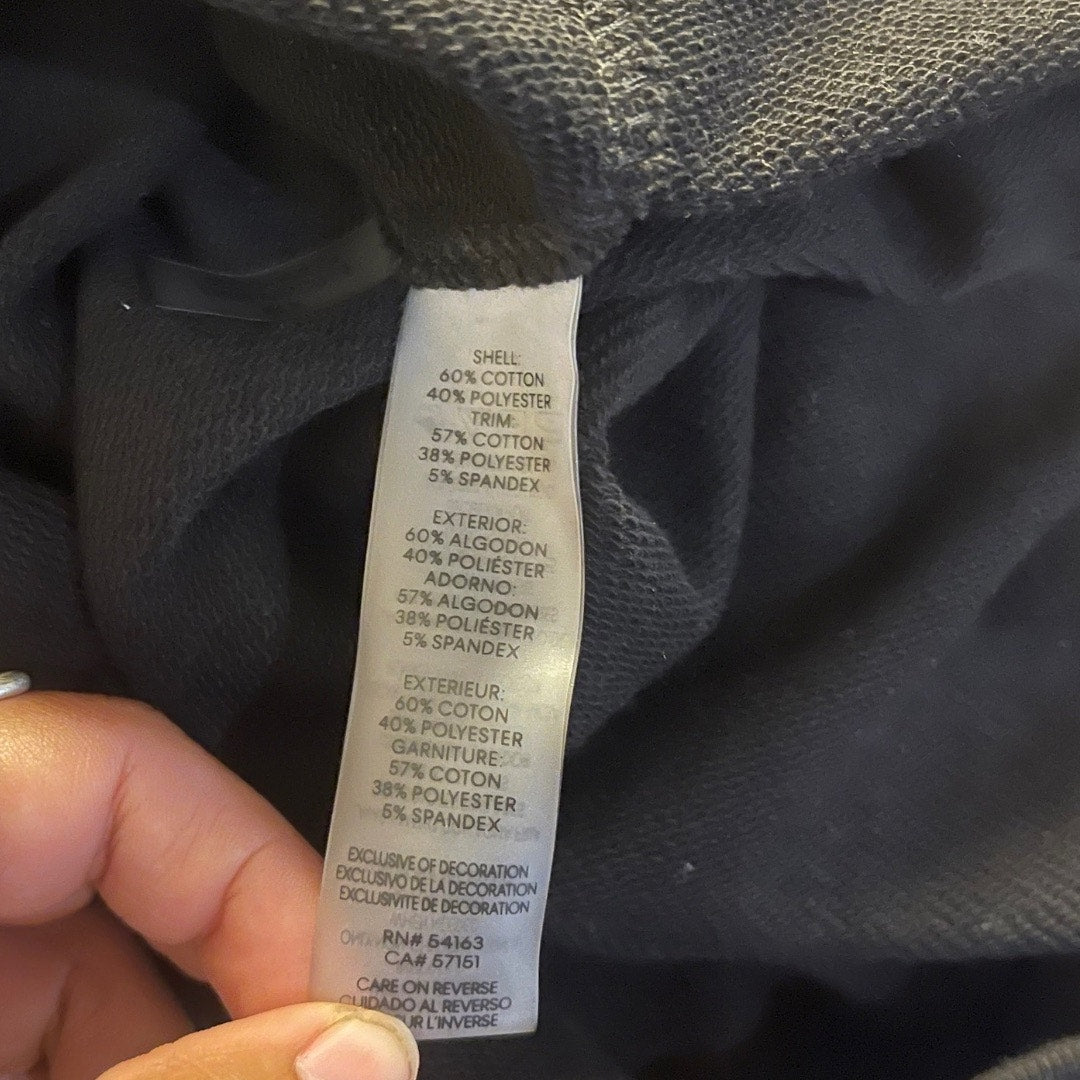 SHELL:
60% COTTON
40% POLYESTER
TRIM:
57% COTTON
38% POLYESTER
5% SPANDEX
EXTERIOR:
60% ALGODON
40% POLIÉSTER
ADORNO:
57% ALGODON
38% POLIÉSTER
5% SPANDEX
EXTERIEUR:
60% COTON
40% POLYESTER
GARNITURE:
57% COTON
38% POLYESTER
5% SPANDEX
EXCLUSIVE OF DECORATION
EXCLUSIVO DE LA DECORATION
EXCLUSIVITE DE DECORATION
RN# 54163
CA# 57151
CARE ON REVERSE
CUIDADO AL REVERSO
L'INVERSE